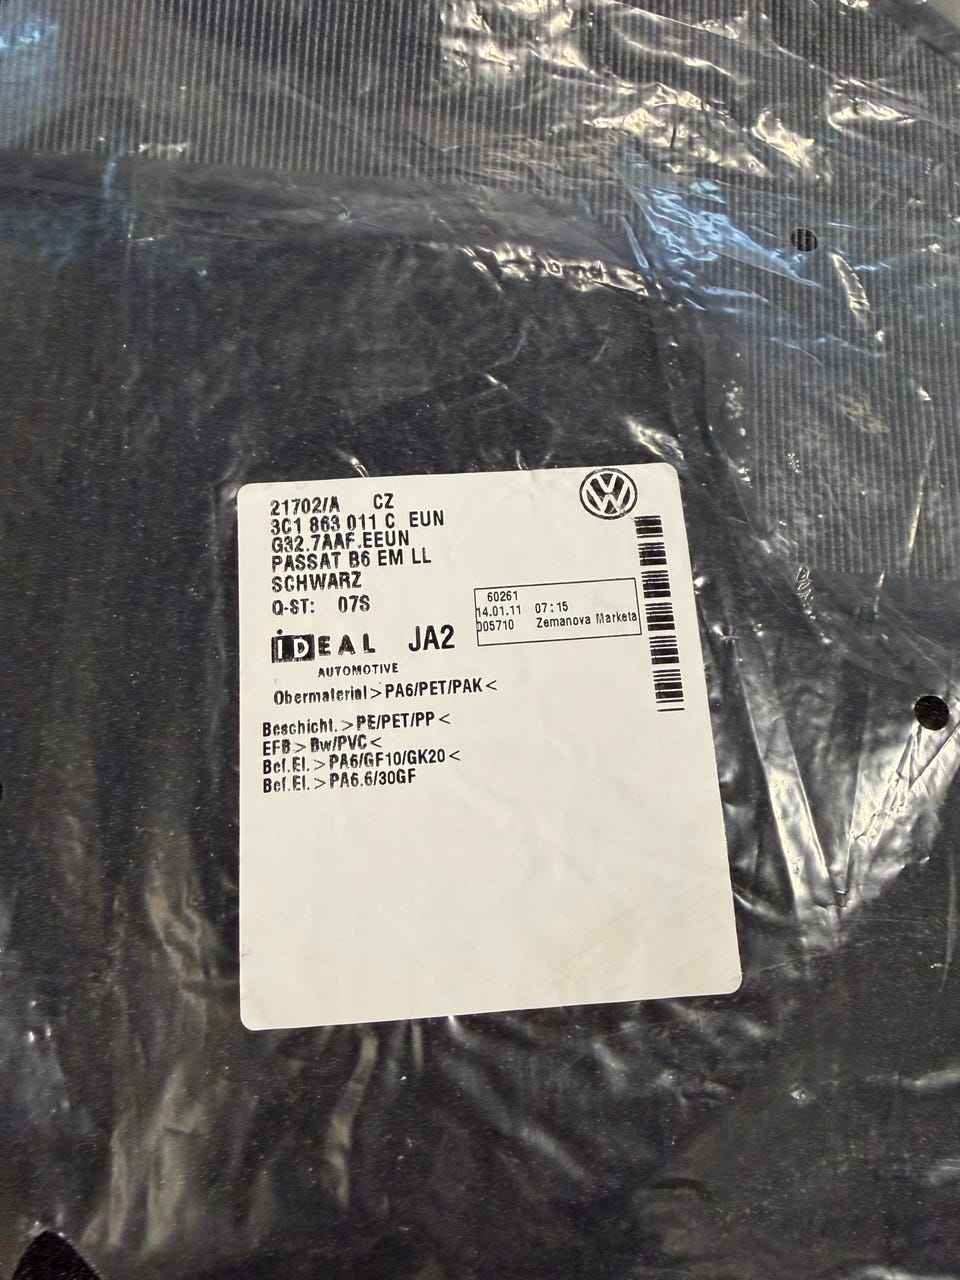 21702/A CZ
3C1 863 011 C EUN
G32.7AAF.EEUN
PASSAT B6 EM LL
SCHWARZ
Q-ST: 07S
60261
14.01.11 07:15
005710 Zemanova Marketa
iDEAL JA2
AUTOMOTIVE
Obermaterial>PA6/PET/PAK<
Beschicht.>PE/PET/PP<
EFB>Bw/PVC<
Bef.El.>PA6/GF10/GK20<
Bef.El.>PA6.6/30GF